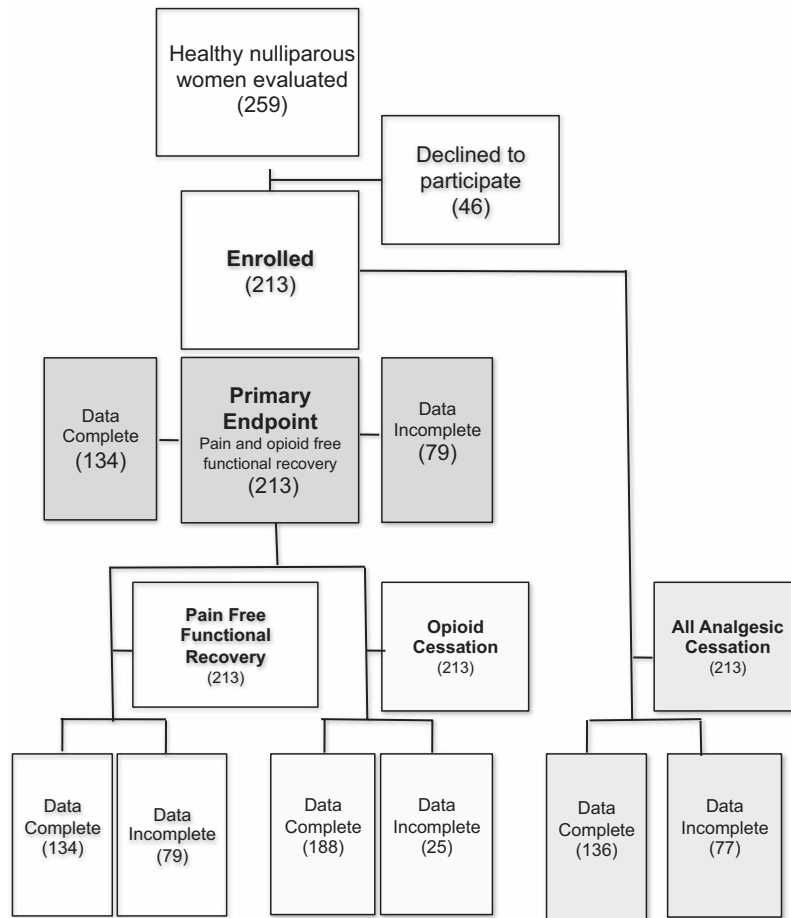 Healthy nulliparous
women evaluated
(259)
Declined to
participate
(46)
Enrolled
(213)
Data
Complete
(134)
Primary
Endpoint
Pain and opioid free
functional recovery
(213)
Data
Incomplete
(79)
Pain Free
Functional
Recovery
(213)
Opioid
Cessation
(213)
All Analgesic
Cessation
(213)
Data
Complete
(134)
Data
Incomplete
(79)
Data
Complete
(188)
Data
Incomplete
(25)
Data
Complete
(136)
Data
Incomplete
(77)